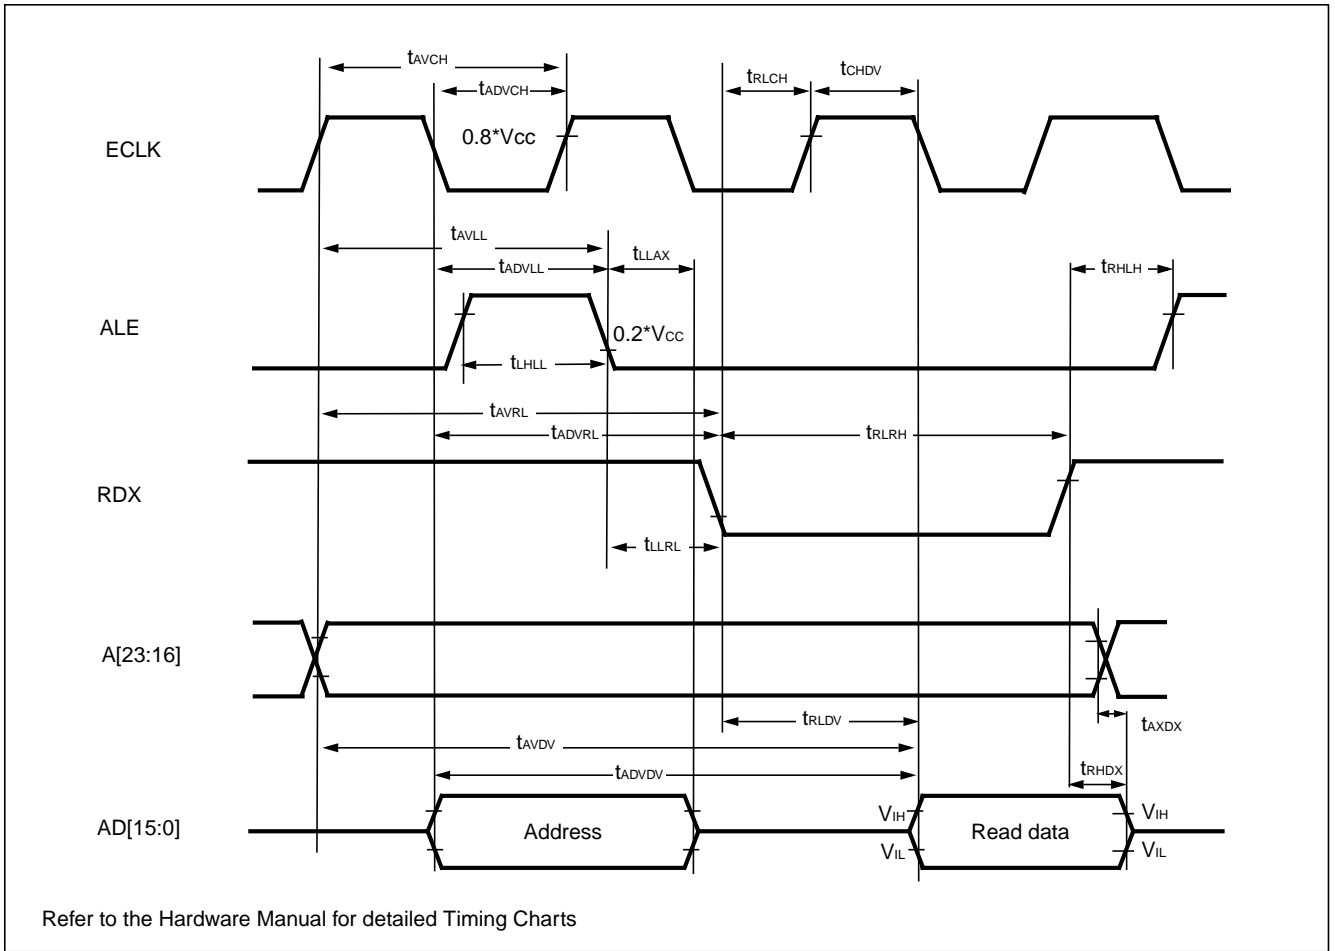 tAVCH
tADVCH
tRLCH
tCHDV
ECLK
0.8*Vcc
tAVLL
tADVLL
tLLAX
tRHLH
ALE
0.2*VCC
tLHLL
tAVRL
tADVRL
tRLRH
RDX
tLLRL
A[23:16]
tRLDV
tAXDX
tAVDV
tADVDV
tRHDX
AD[15:0]
Address
VIH
VIL
Read data
VIH
VIL
Refer to the Hardware Manual for detailed Timing Charts